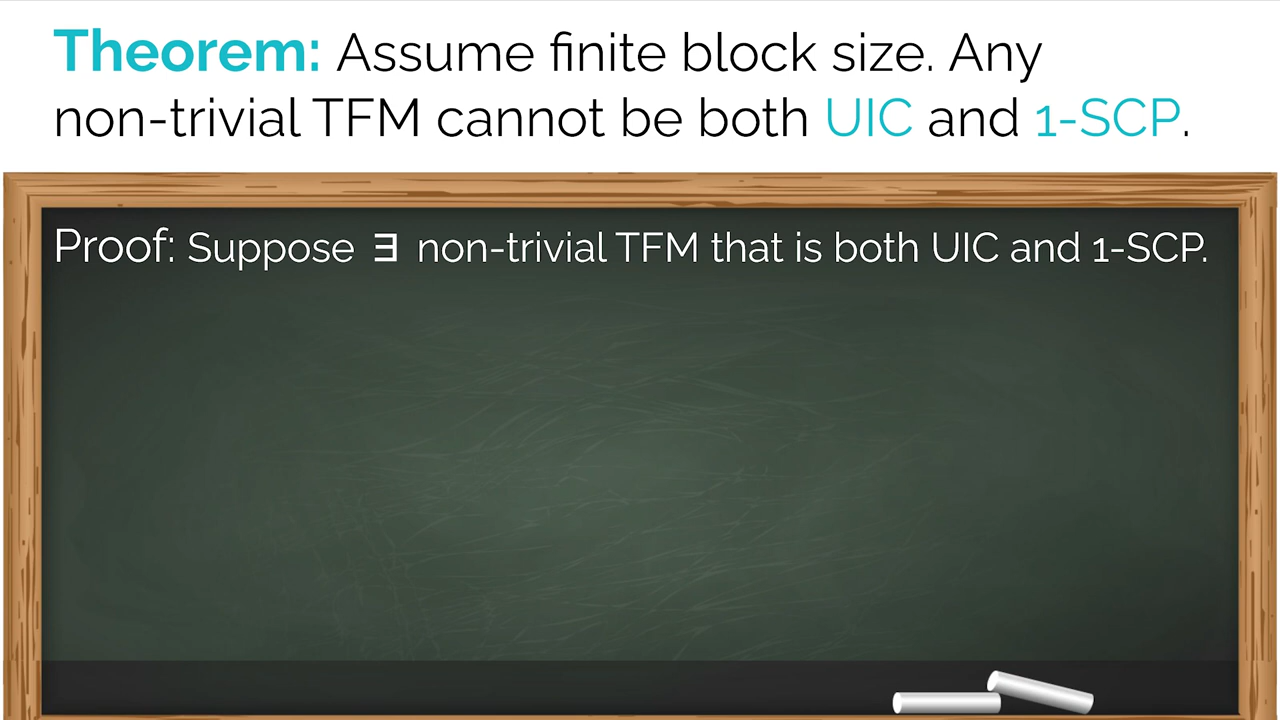 Theorem: Assume finite block size. Any
non-trivial TFM cannot be both UIC and 1-SCP.
Proof: Suppose ∃ non-trivial TFM that is both UIC and 1-SCP.